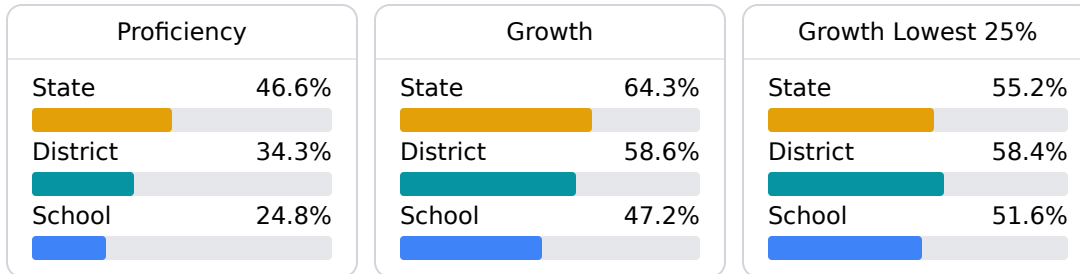 Proficiency
State 46.6%
District 34.3%
School 24.8%
Growth
State 64.3%
District 58.6%
School 47.2%
Growth Lowest 25%
State 55.2%
District 58.4%
School 51.6%